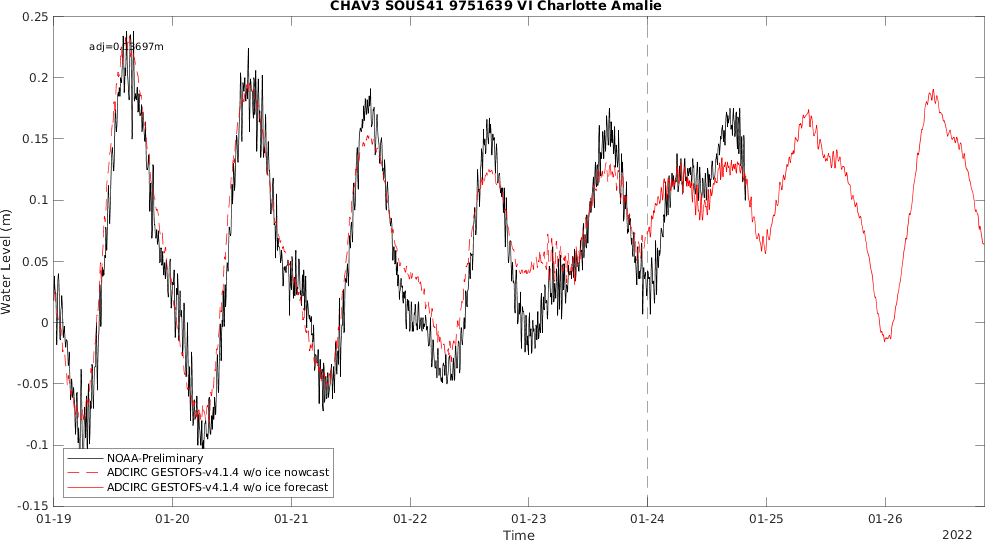 CHAV3 SOUS41 9751639 VI Charlotte Amalie
adj=0.13697m
Water Level (m)
0.25
0.2
0.15
0.1
0.05
0
-0.05
-0.1
-0.15
NOAA-Preliminary
ADCIRC GESTOFS-v4.1.4 w/o ice nowcast
ADCIRC GESTOFS-v4.1.4 w/o ice forecast
01-19 01-20 01-21 01-22 01-23 01-24 01-25 01-26
Time
2022